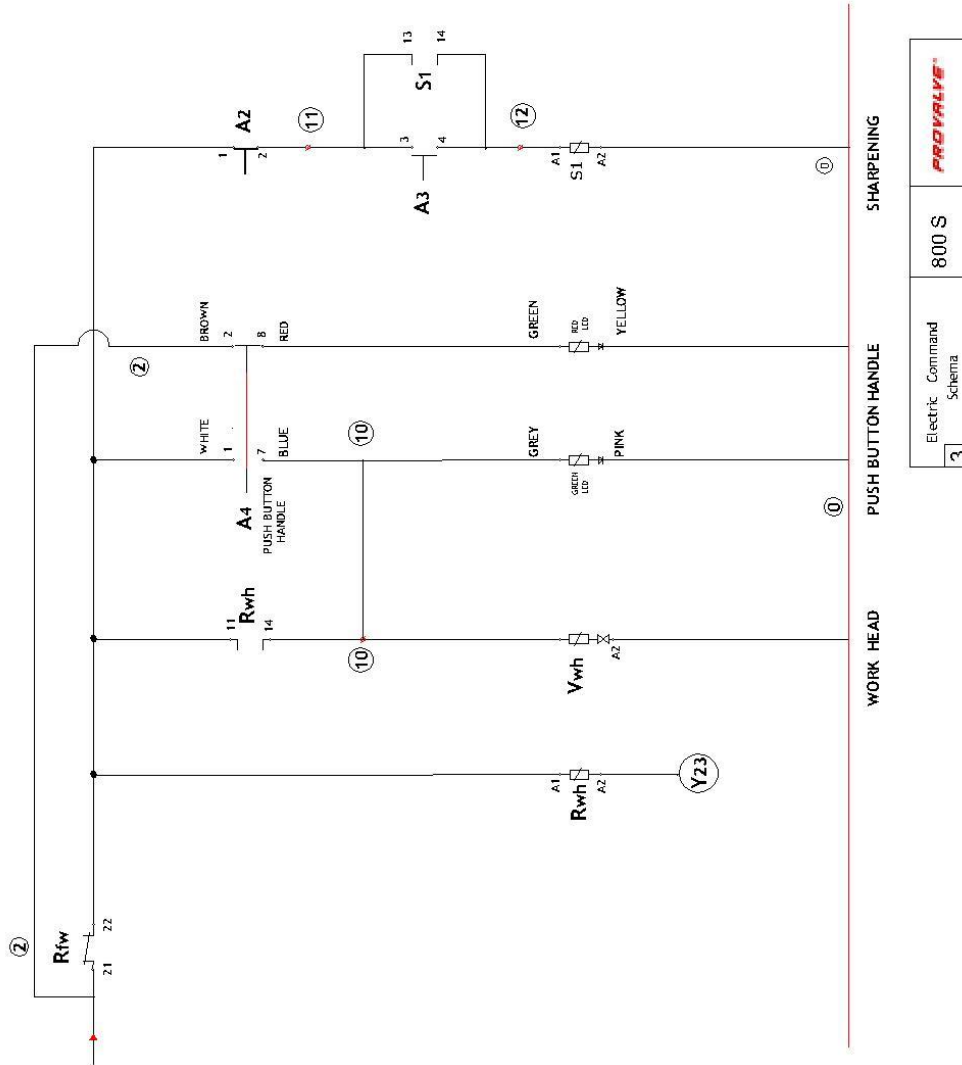 2
Rfw
21
22
Rwh
A1
A2
Y23
Rwh
11
14
10
Vwh
A2
WORK HEAD
A4
PUSH BUTTON
HANDLE
WHITE
1
7
BLUE
10
GREY
GREEN
LED
PINK
0
2
BROWN
2
8
RED
GREEN
RED
LED
YELLOW
PUSH BUTTON HANDLE
A2
1
2
11
A3
3
4
S1
13
14
12
A1
S1
A2
0
SHARPENING
Electric Command
Schema
3
800 S
PROVALVE